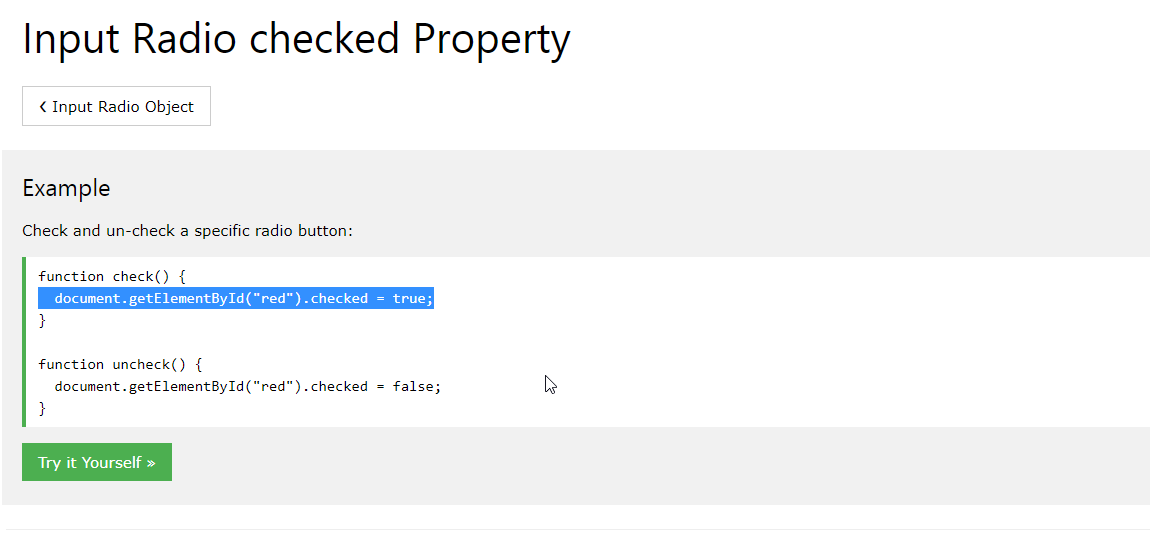 Input Radio checked Property
❮ Input Radio Object
Example
Check and un-check a specific radio button:
function check() {
  document.getElementById("red").checked = true;
}
function uncheck() {
  document.getElementById("red").checked = false;
}
Try it Yourself »